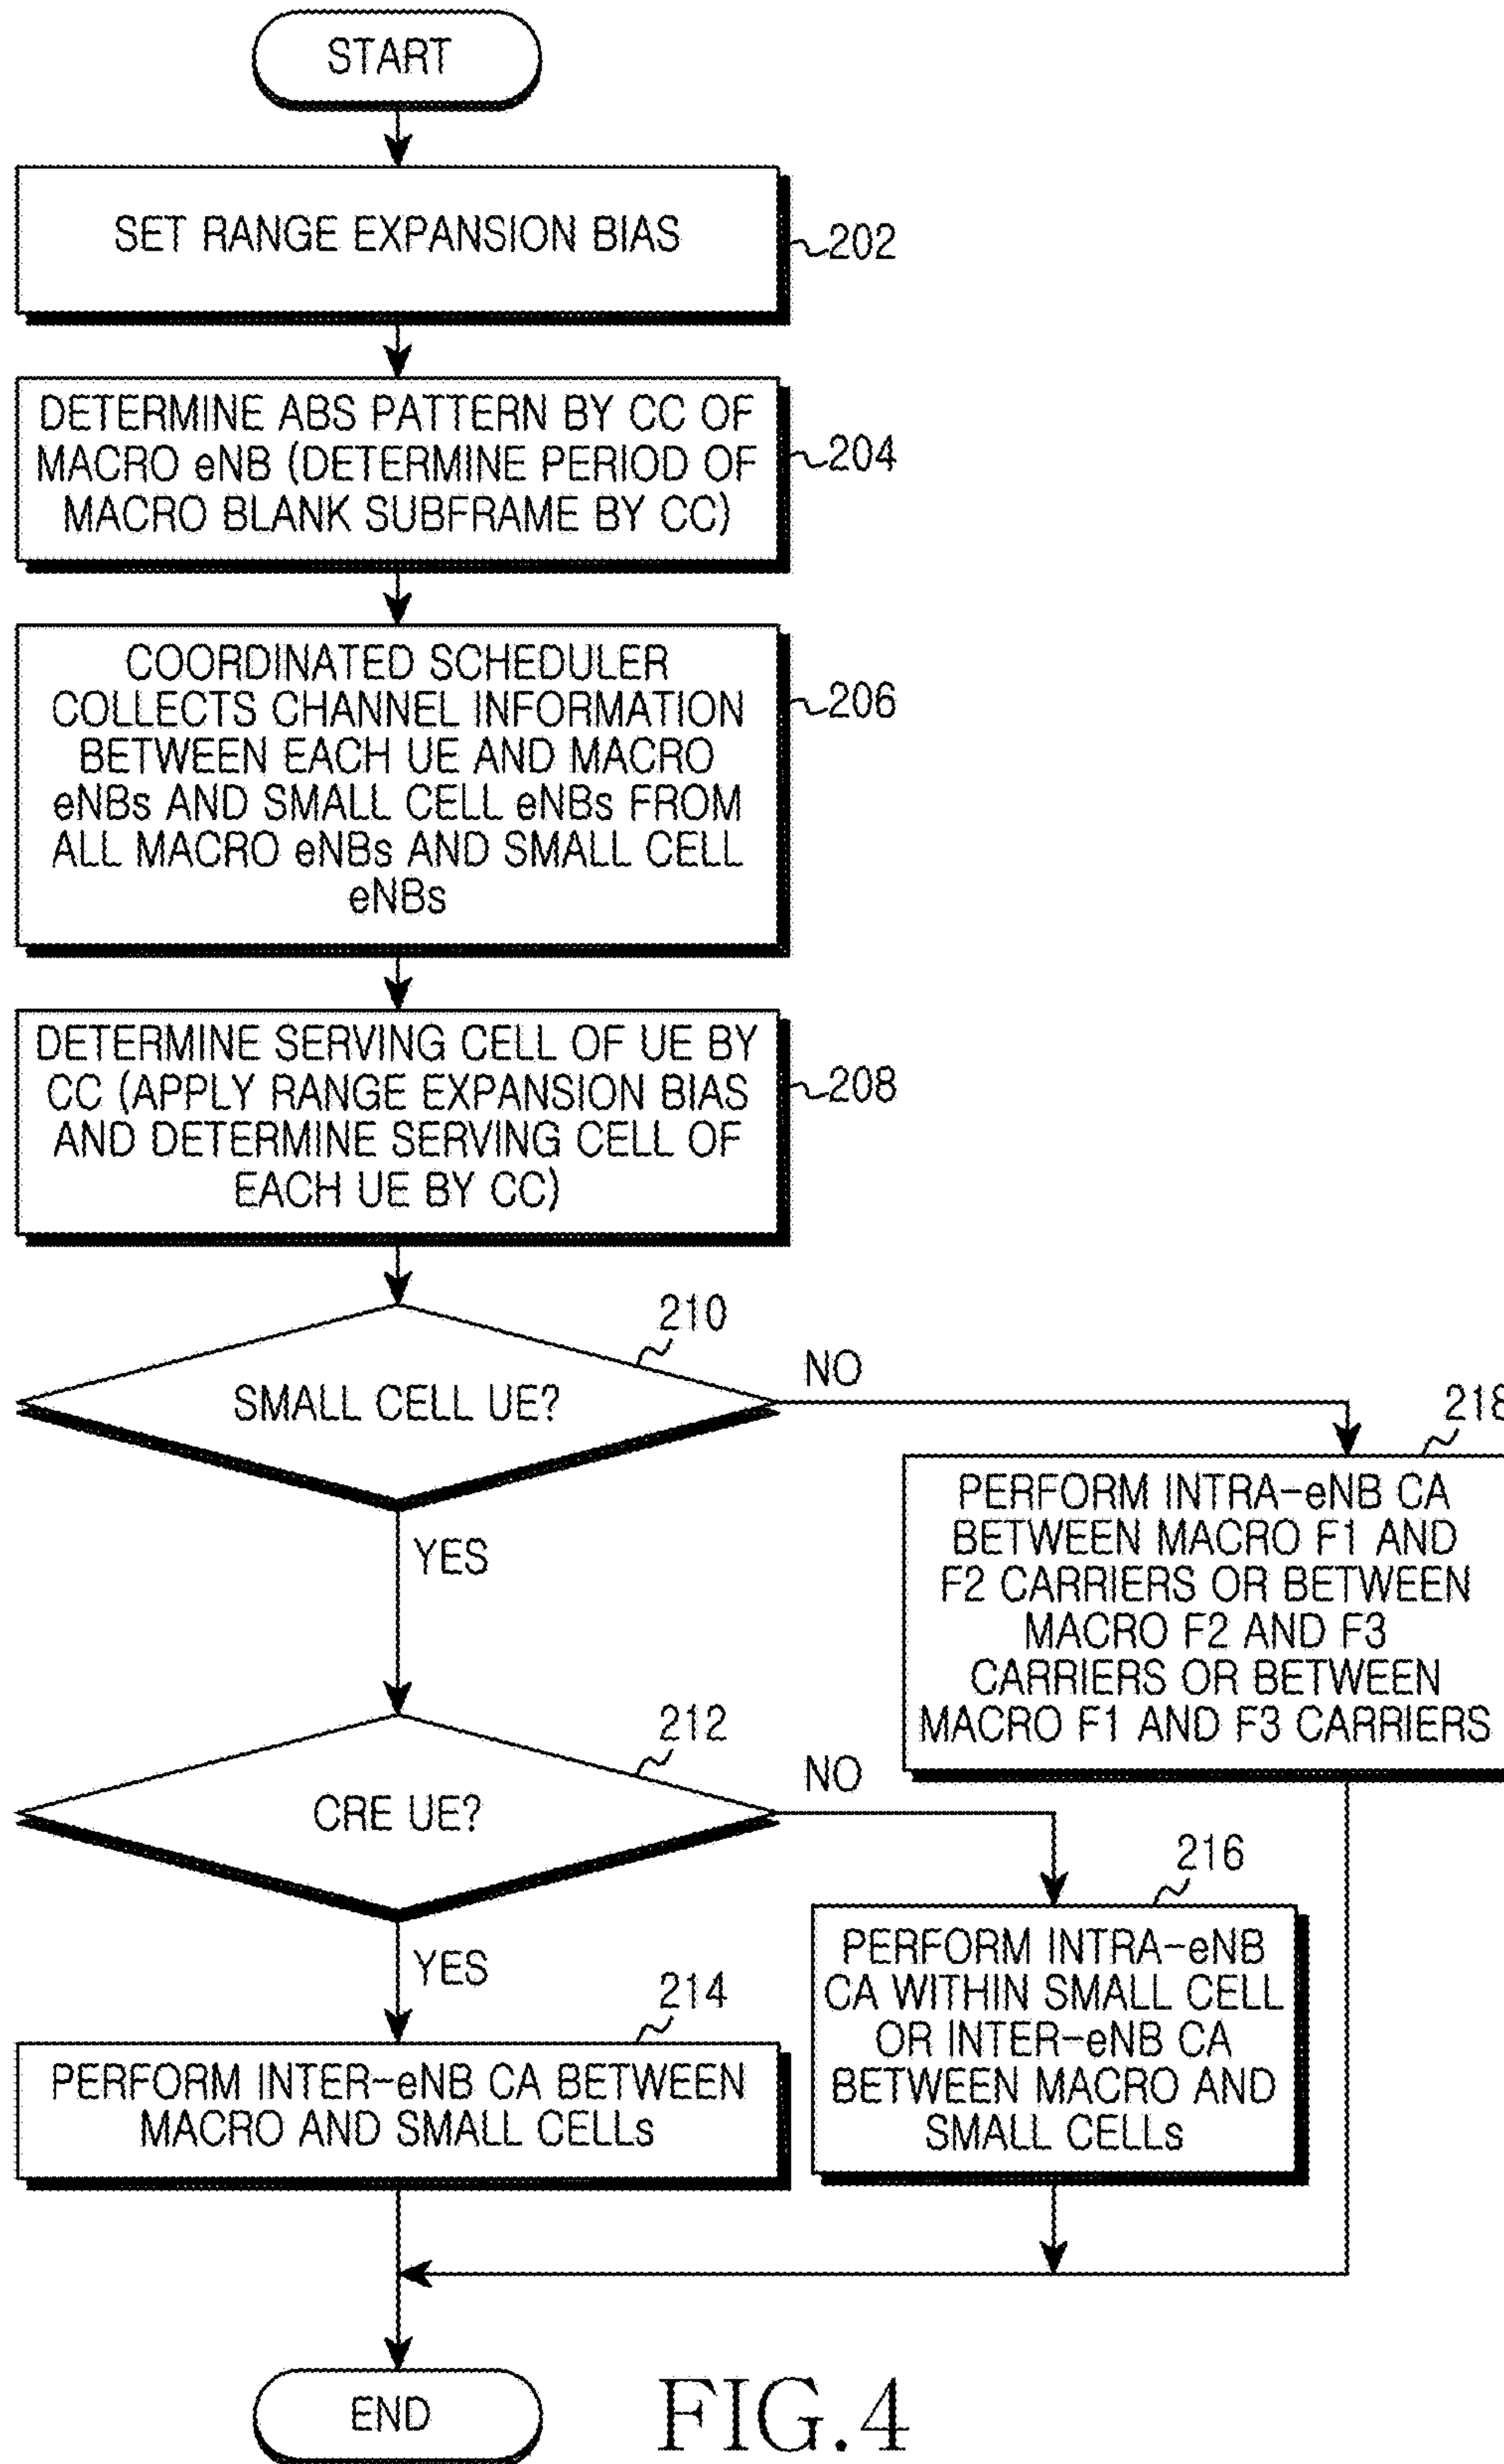 START
SET RANGE EXPANSION BIAS
202
DETERMINE ABS PATTERN BY CC OF
MACRO eNB (DETERMINE PERIOD OF
MACRO BLANK SUBFRAME BY CC)
204
COORDINATED SCHEDULER
COLLECTS CHANNEL INFORMATION
BETWEEN EACH UE AND MACRO
eNBs AND SMALL CELL eNBs FROM
ALL MACRO eNBs AND SMALL CELL
eNBs
206
DETERMINE SERVING CELL OF UE BY
CC (APPLY RANGE EXPANSION BIAS
AND DETERMINE SERVING CELL OF
EACH UE BY CC)
208
210
SMALL CELL UE?
NO
YES
218
PERFORM INTRA-eNB CA
BETWEEN MACRO F1 AND
F2 CARRIERS OR BETWEEN
MACRO F2 AND F3
CARRIERS OR BETWEEN
MACRO F1 AND F3 CARRIERS
212
CRE UE?
NO
YES
216
PERFORM INTRA-eNB
CA WITHIN SMALL CELL
OR INTER-eNB CA
BETWEEN MACRO AND
SMALL CELLs
214
PERFORM INTER-eNB CA BETWEEN
MACRO AND SMALL CELLs
END
FIG.4